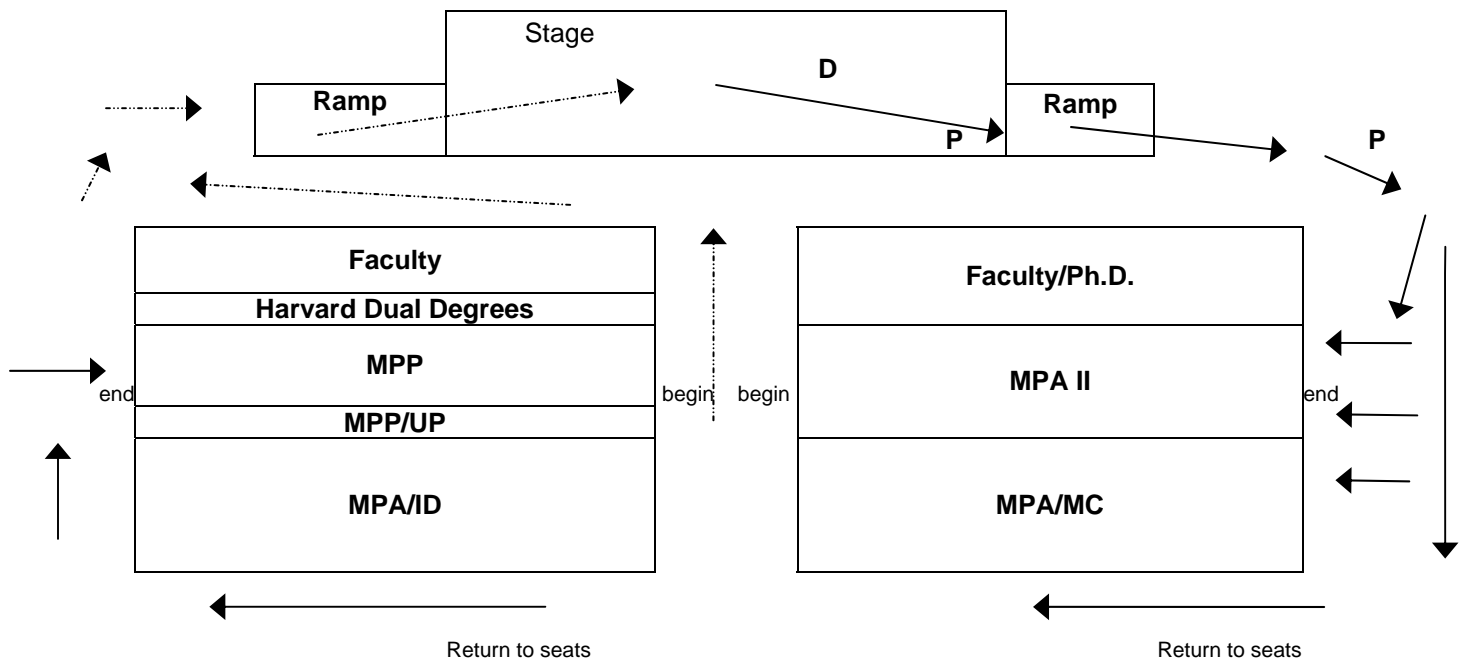 Stage
D
Ramp
Ramp
P
P
Faculty
Faculty/Ph.D.
Harvard Dual Degrees
MPP
MPA II
end
begin
begin
end
MPP/UP
MPA/ID
MPA/MC
Return to seats
Return to seats